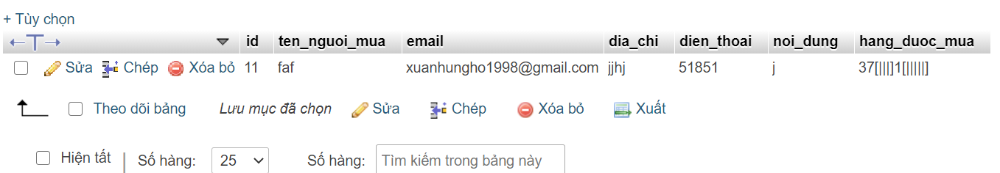 + Tùy chọn
←T→ id ten_nguoi_mua email dia_chi dien_thoai noi_dung hang_duoc_mua
Sửa Chép Xóa bỏ 11 faf xuanhungho1998@gmail.com jjhj 51851 j 37[|||]1[|||||]
Theo dõi bảng Lưu mục đã chọn Sửa Chép Xóa bỏ Xuất
Hiện tất Số hàng: 25 Số hàng: Tìm kiếm trong bảng này